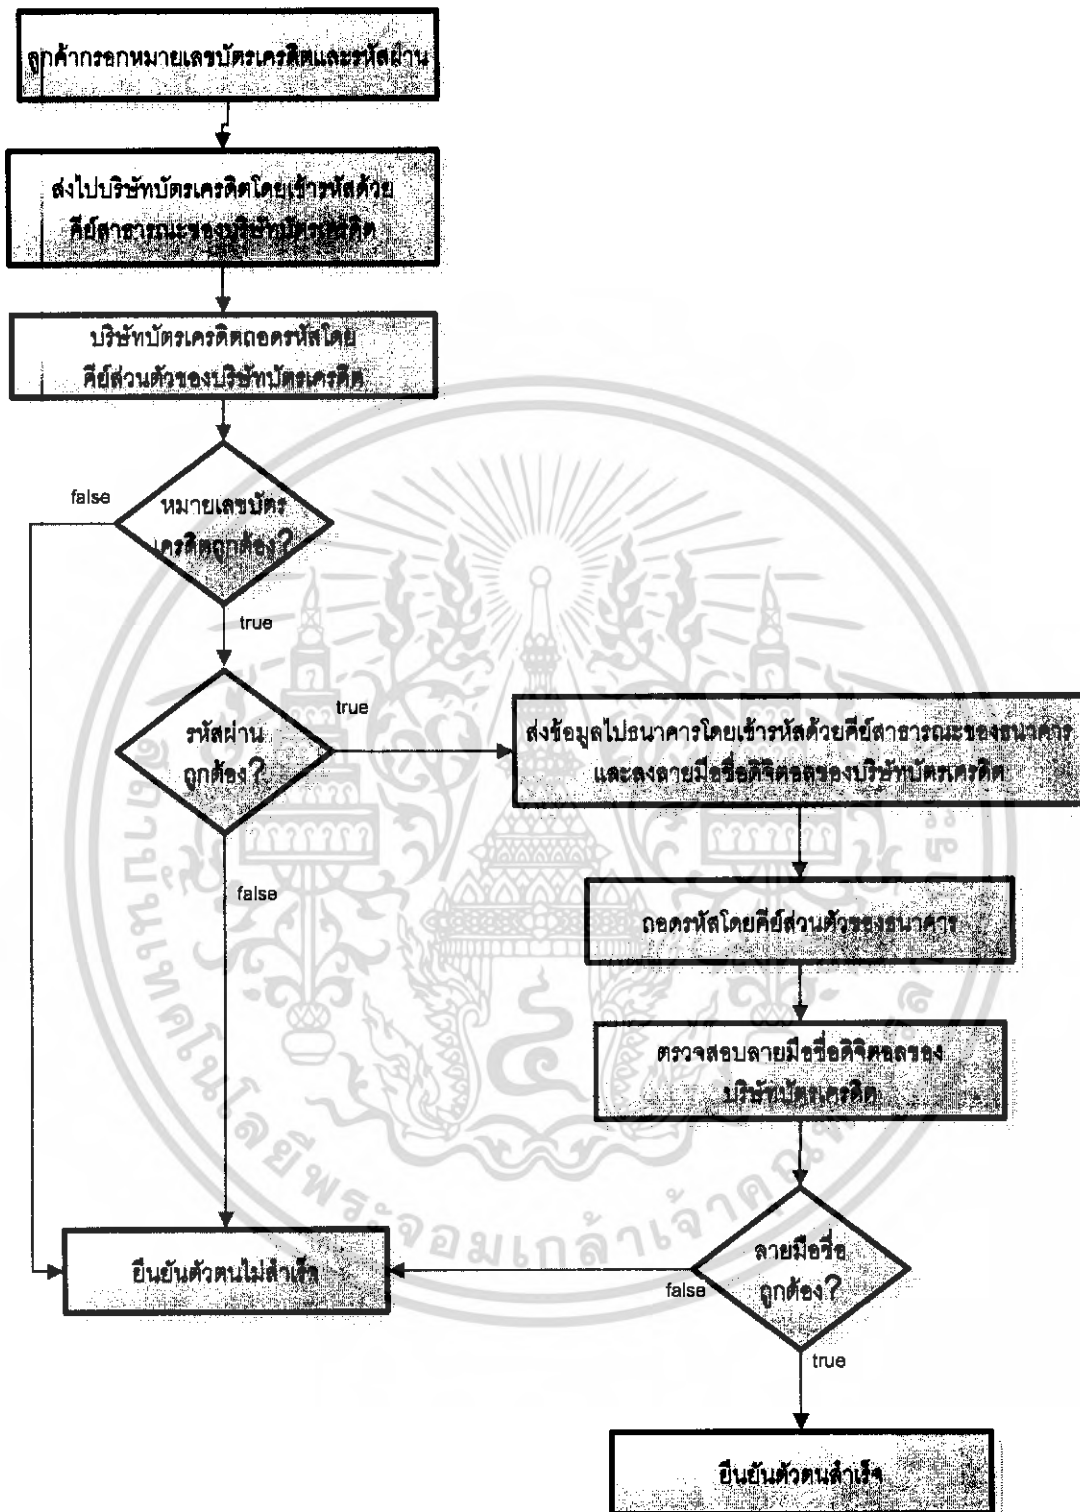 ลูกค้ากรอกหมายเลขบัตรเครดิตและรหัสผ่าน
ส่งไปบริษัทบัตรเครดิตโดยเข้ารหัสด้วย
คีย์สาธารณะของบริษัทบัตรเครดิต
บริษัทบัตรเครดิตถอดรหัสโดย
คีย์ส่วนตัวของบริษัทบัตรเครดิต
false
หมายเลขบัตร
เครดิตถูกต้อง?
true
รหัสผ่าน
ถูกต้อง?
true
ส่งข้อมูลไปธนาคารโดยเข้ารหัสด้วยคีย์สาธารณะของธนาคาร
และลงลายมือชื่อดิจิตอลของบริษัทบัตรเครดิต
false
ถอดรหัสโดยคีย์ส่วนตัวของธนาคาร
ตรวจสอบลายมือชื่อดิจิตอลของ
บริษัทบัตรเครดิต
ยืนยันตัวตนไม่สำเร็จ
ลายมือชื่อ
ถูกต้อง?
false
true
ยืนยันตัวตนสำเร็จ